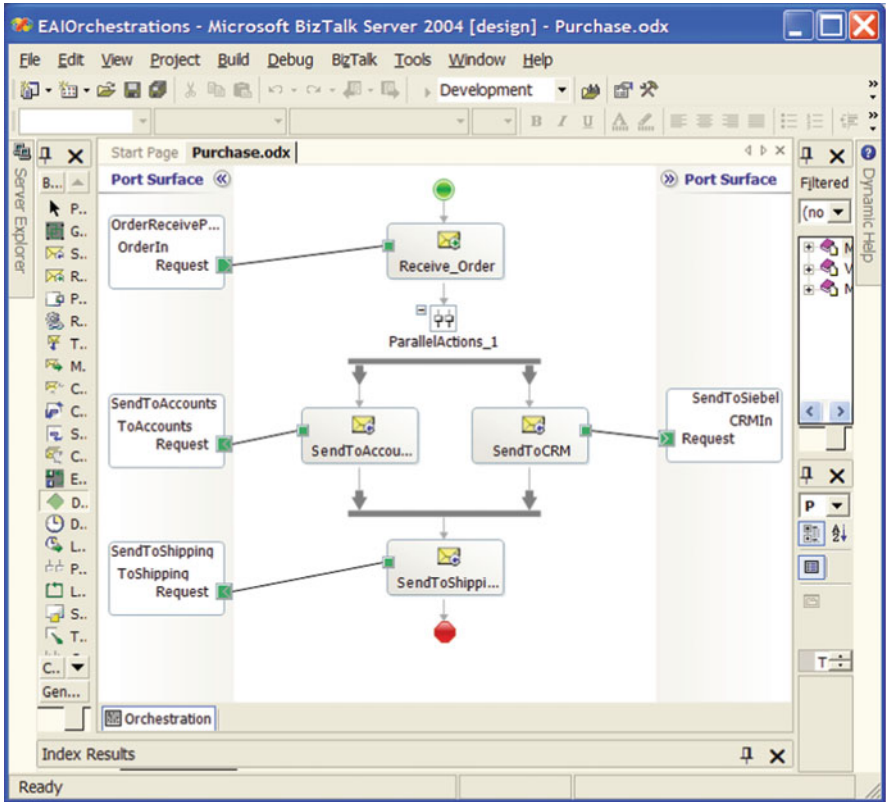 EAIOrchestrations - Microsoft BizTalk Server 2004 [design] - Purchase.odx
File Edit View Project Build Debug BizTalk Tools Window Help
Development
B I U
Start Page Purchase.odx
Server Explorer
B...
P..
G..
S..
R..
P..
R..
T..
M.
C..
C..
S..
C..
E..
D..
D..
L..
P..
L..
S..
T..
C..
Gen...
Port Surface
OrderReceiveP...
OrderIn
Request
Receive_Order
ParallelActions_1
SendToAccounts
ToAccounts
Request
SendToAccou...
SendToCRM
Port Surface
SendToSiebel
CRMIn
Request
SendToShipping
ToShipping
Request
SendToShippi...
Orchestration
Filtered
(no
M
V
M
P
T
Dynamic Help
Index Results
Ready